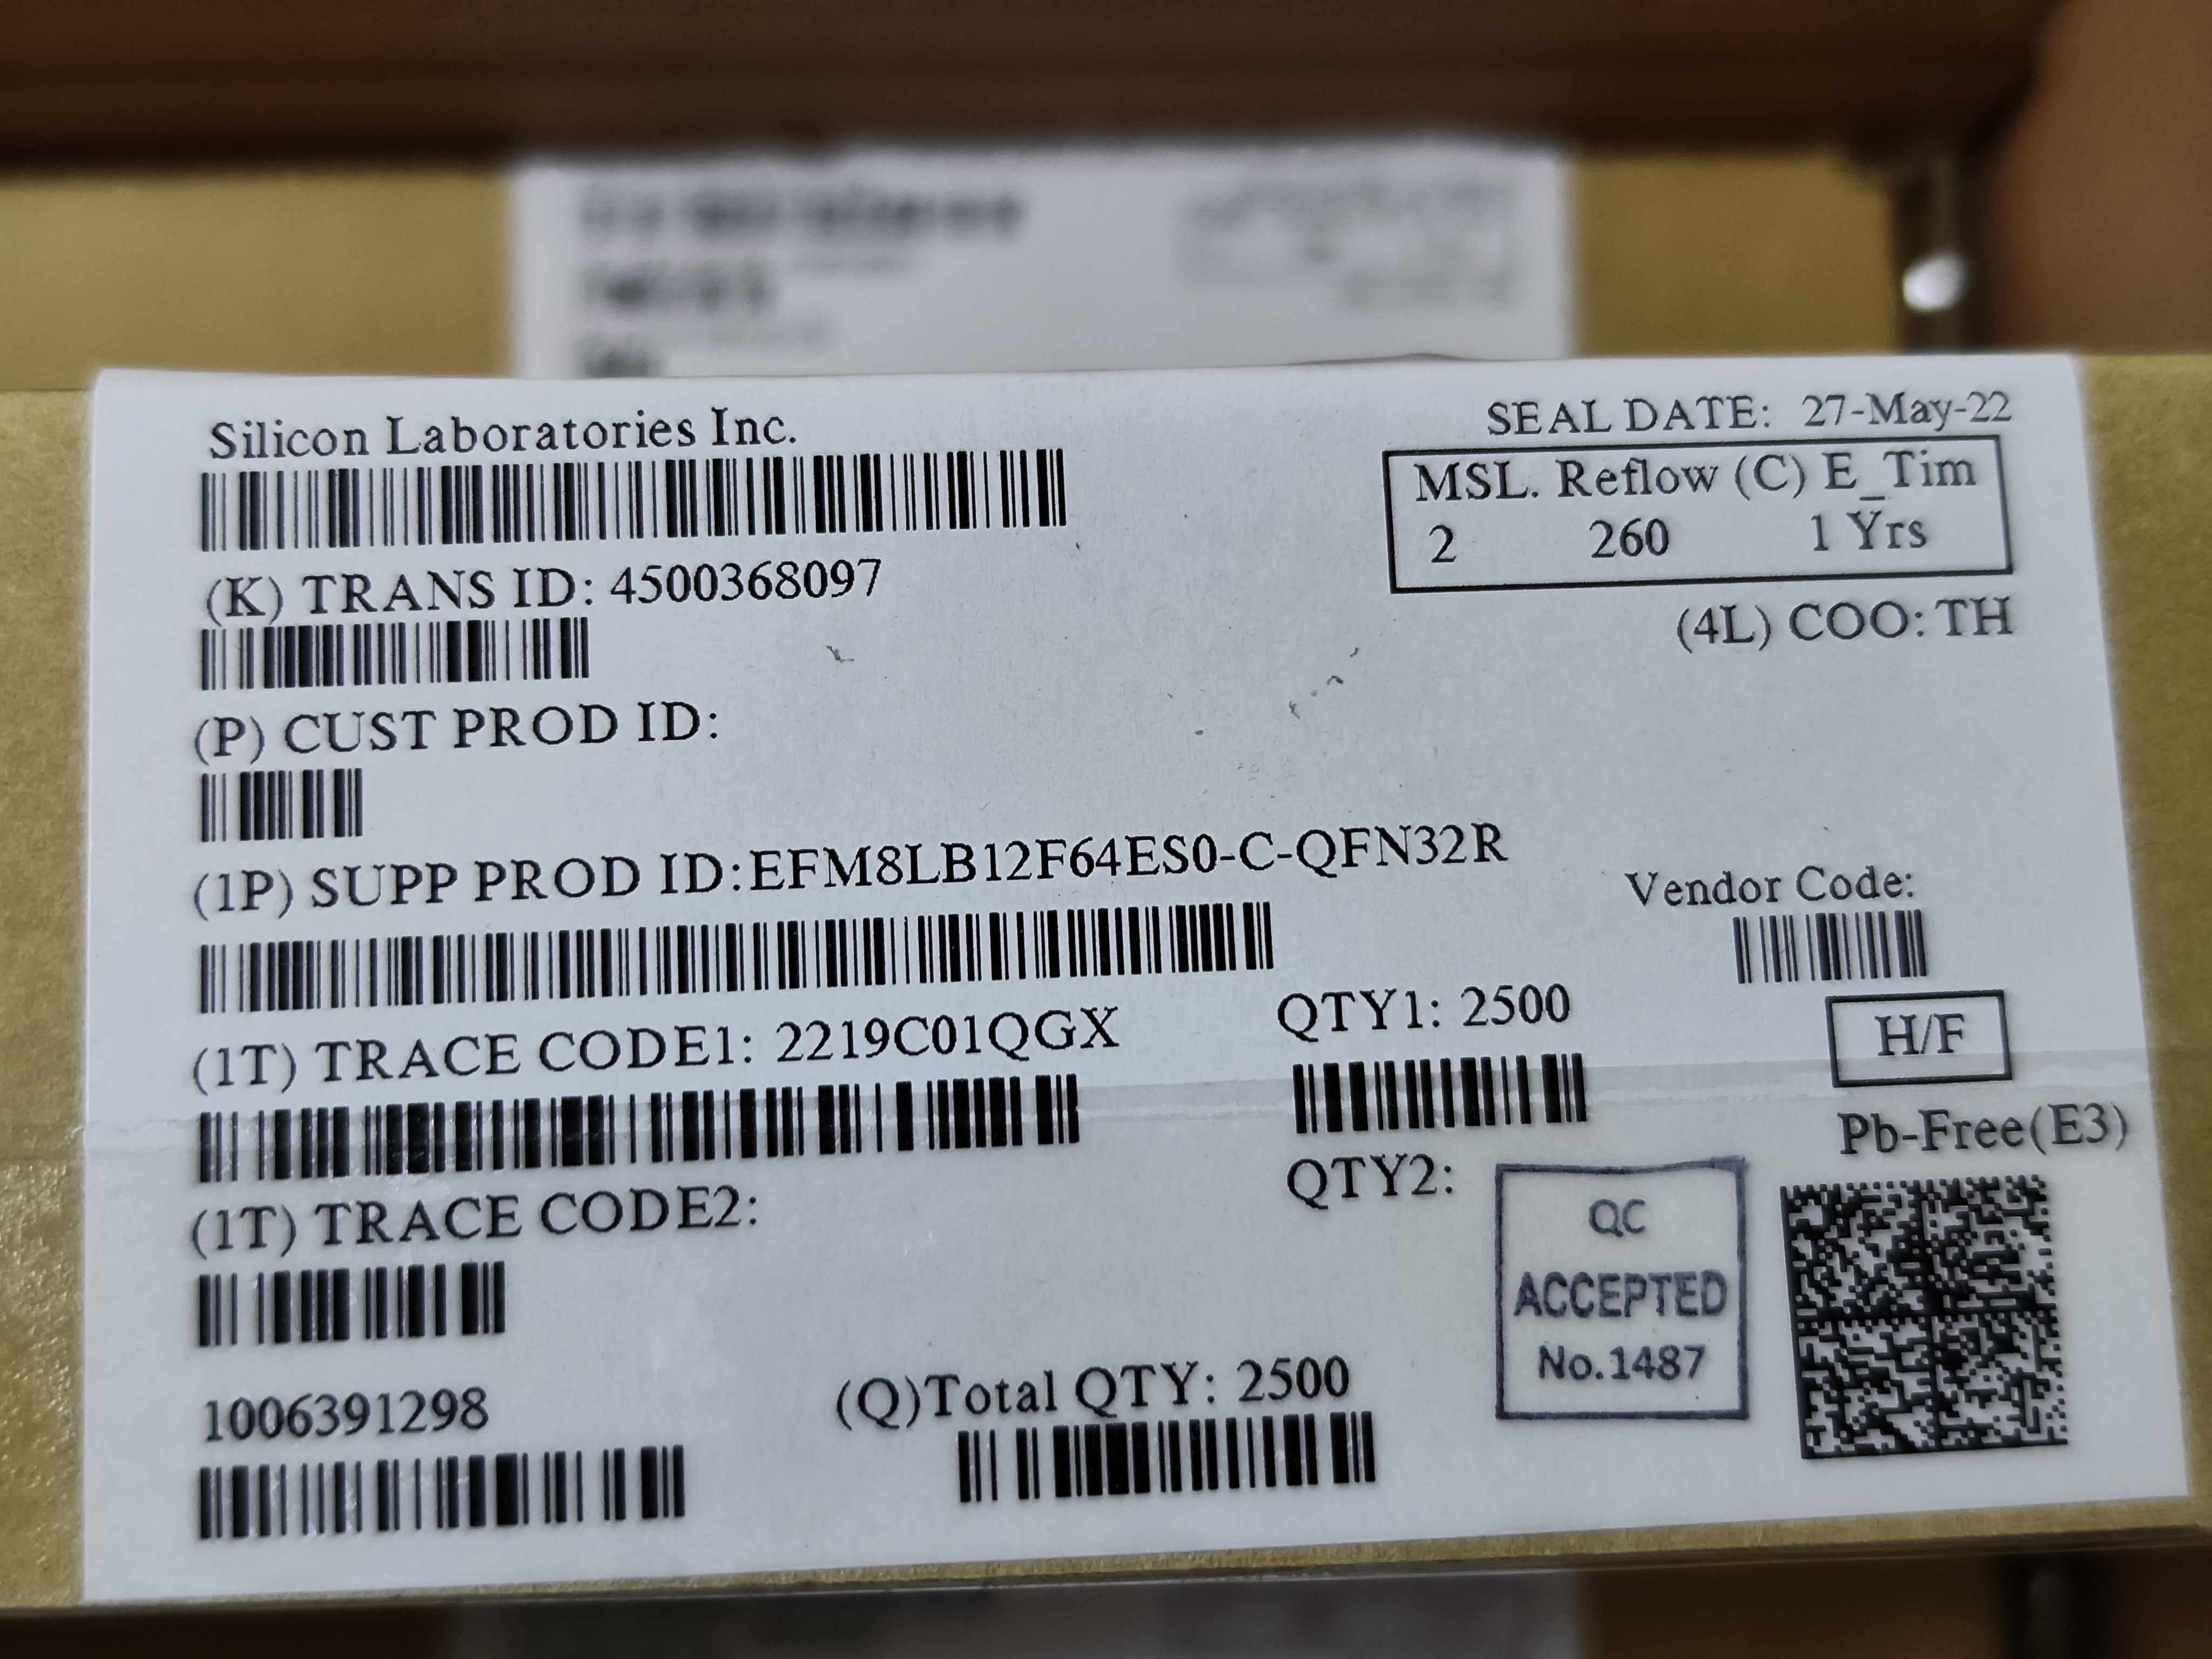 Silicon Laboratories Inc.
SEAL DATE: 27-May-22
MSL. Reflow (C) E_Tim
2 260 1 Yrs
(K) TRANS ID: 4500368097
(4L) COO: TH
(P) CUST PROD ID:
(1P) SUPP PROD ID:EFM8LB12F64ES0-C-QFN32R
Vendor Code:
(1T) TRACE CODE1: 2219C01QGX
QTY1: 2500
H/F
Pb-Free(E3)
(1T) TRACE CODE2:
QTY2:
QC
ACCEPTED
No.1487
1006391298
(Q)Total QTY: 2500